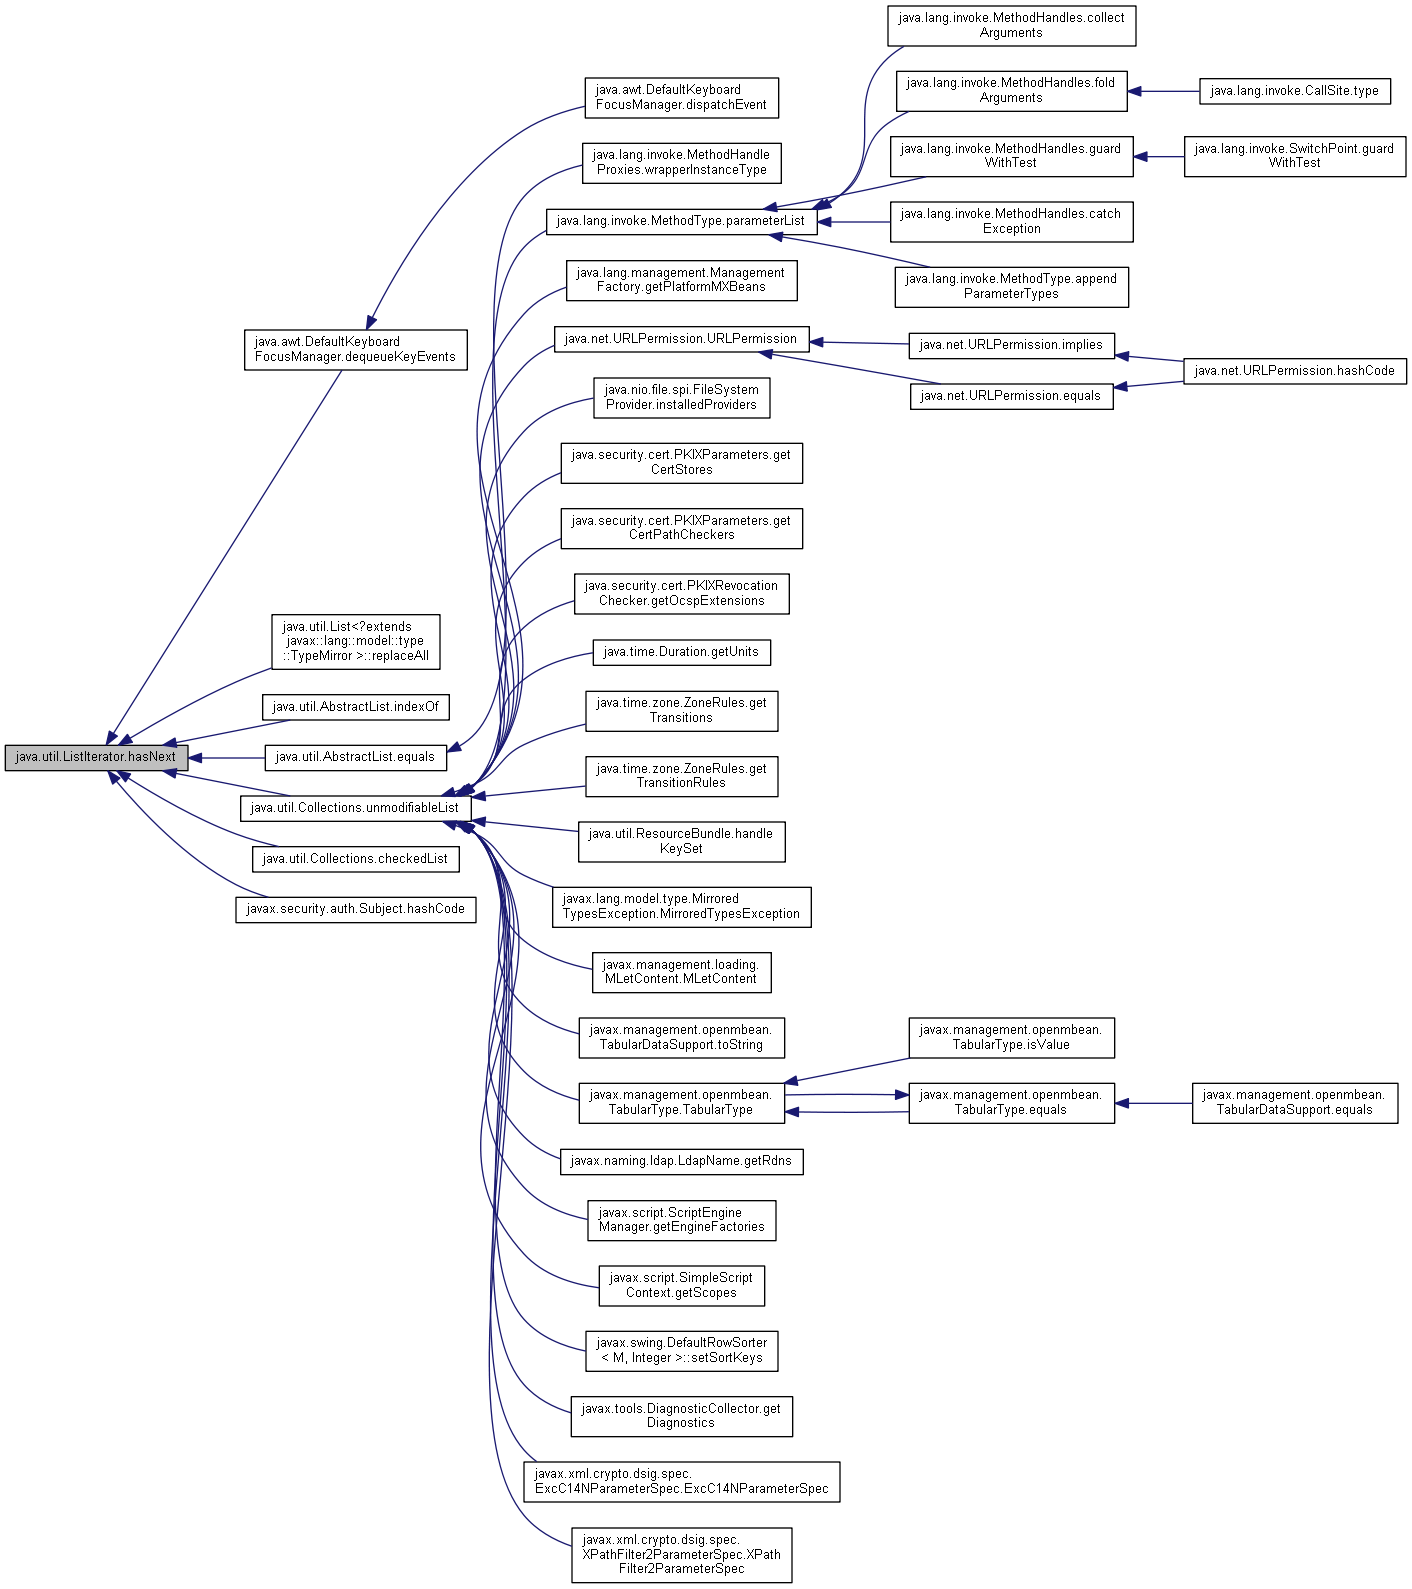 java.lang.invoke.MethodHandles.collect
Arguments
java.awt.DefaultKeyboard
FocusManager.dispatchEvent
java.lang.invoke.MethodHandles.fold
Arguments
java.lang.invoke.CallSite.type
java.lang.invoke.MethodHandle
Proxies.wrapperInstanceType
java.lang.invoke.MethodHandles.guard
WithTest
java.lang.invoke.SwitchPoint.guard
WithTest
java.lang.invoke.MethodType.parameterList
java.lang.invoke.MethodHandles.catch
Exception
java.lang.management.Management
Factory.getPlatformMXBeans
java.lang.invoke.MethodType.append
ParameterTypes
java.awt.DefaultKeyboard
FocusManager.dequeueKeyEvents
java.net.URLPermission.URLPermission
java.net.URLPermission.implies
java.net.URLPermission.hashCode
java.net.URLPermission.equals
java.nio.file.spi.FileSystem
Provider.installedProviders
java.security.cert.PKIXParameters.get
CertStores
java.security.cert.PKIXParameters.get
CertPathCheckers
java.security.cert.PKIXRevocation
Checker.getOcspExtensions
java.util.List<?extends
javax::lang::model::type
::TypeMirror >::replaceAll
java.time.Duration.getUnits
java.util.AbstractList.indexOf
java.time.zone.ZoneRules.get
Transitions
java.util.ListIterator.hasNext
java.util.AbstractList.equals
java.time.zone.ZoneRules.get
TransitionRules
java.util.Collections.unmodifiableList
java.util.ResourceBundle.handle
KeySet
java.util.Collections.checkedList
javax.security.auth.Subject.hashCode
javax.lang.model.type.Mirrored
TypesException.MirroredTypesException
javax.management.loading.
MLetContent.MLetContent
javax.management.openmbean.
TabularDataSupport.toString
javax.management.openmbean.
TabularType.isValue
javax.management.openmbean.
TabularType.TabularType
javax.management.openmbean.
TabularType.equals
javax.management.openmbean.
TabularDataSupport.equals
javax.naming.ldap.LdapName.getRdns
javax.script.ScriptEngine
Manager.getEngineFactories
javax.script.SimpleScript
Context.getScopes
javax.swing.DefaultRowSorter
< M, Integer >::setSortKeys
javax.tools.DiagnosticCollector.get
Diagnostics
javax.xml.crypto.dsig.spec.
ExcC14NParameterSpec.ExcC14NParameterSpec
javax.xml.crypto.dsig.spec.
XPathFilter2ParameterSpec.XPath
Filter2ParameterSpec